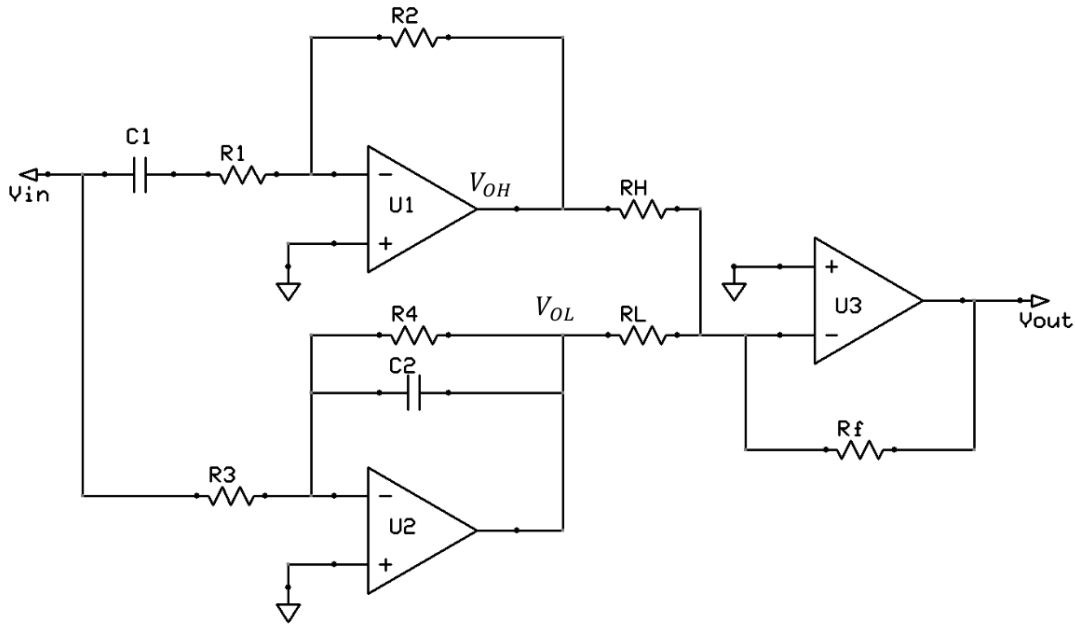 R2
C1
R1
Vin
-
U1
+
V_OH
RH
R4
V_OL
RL
C2
+
U3
-
Vout
Rf
R3
-
U2
+